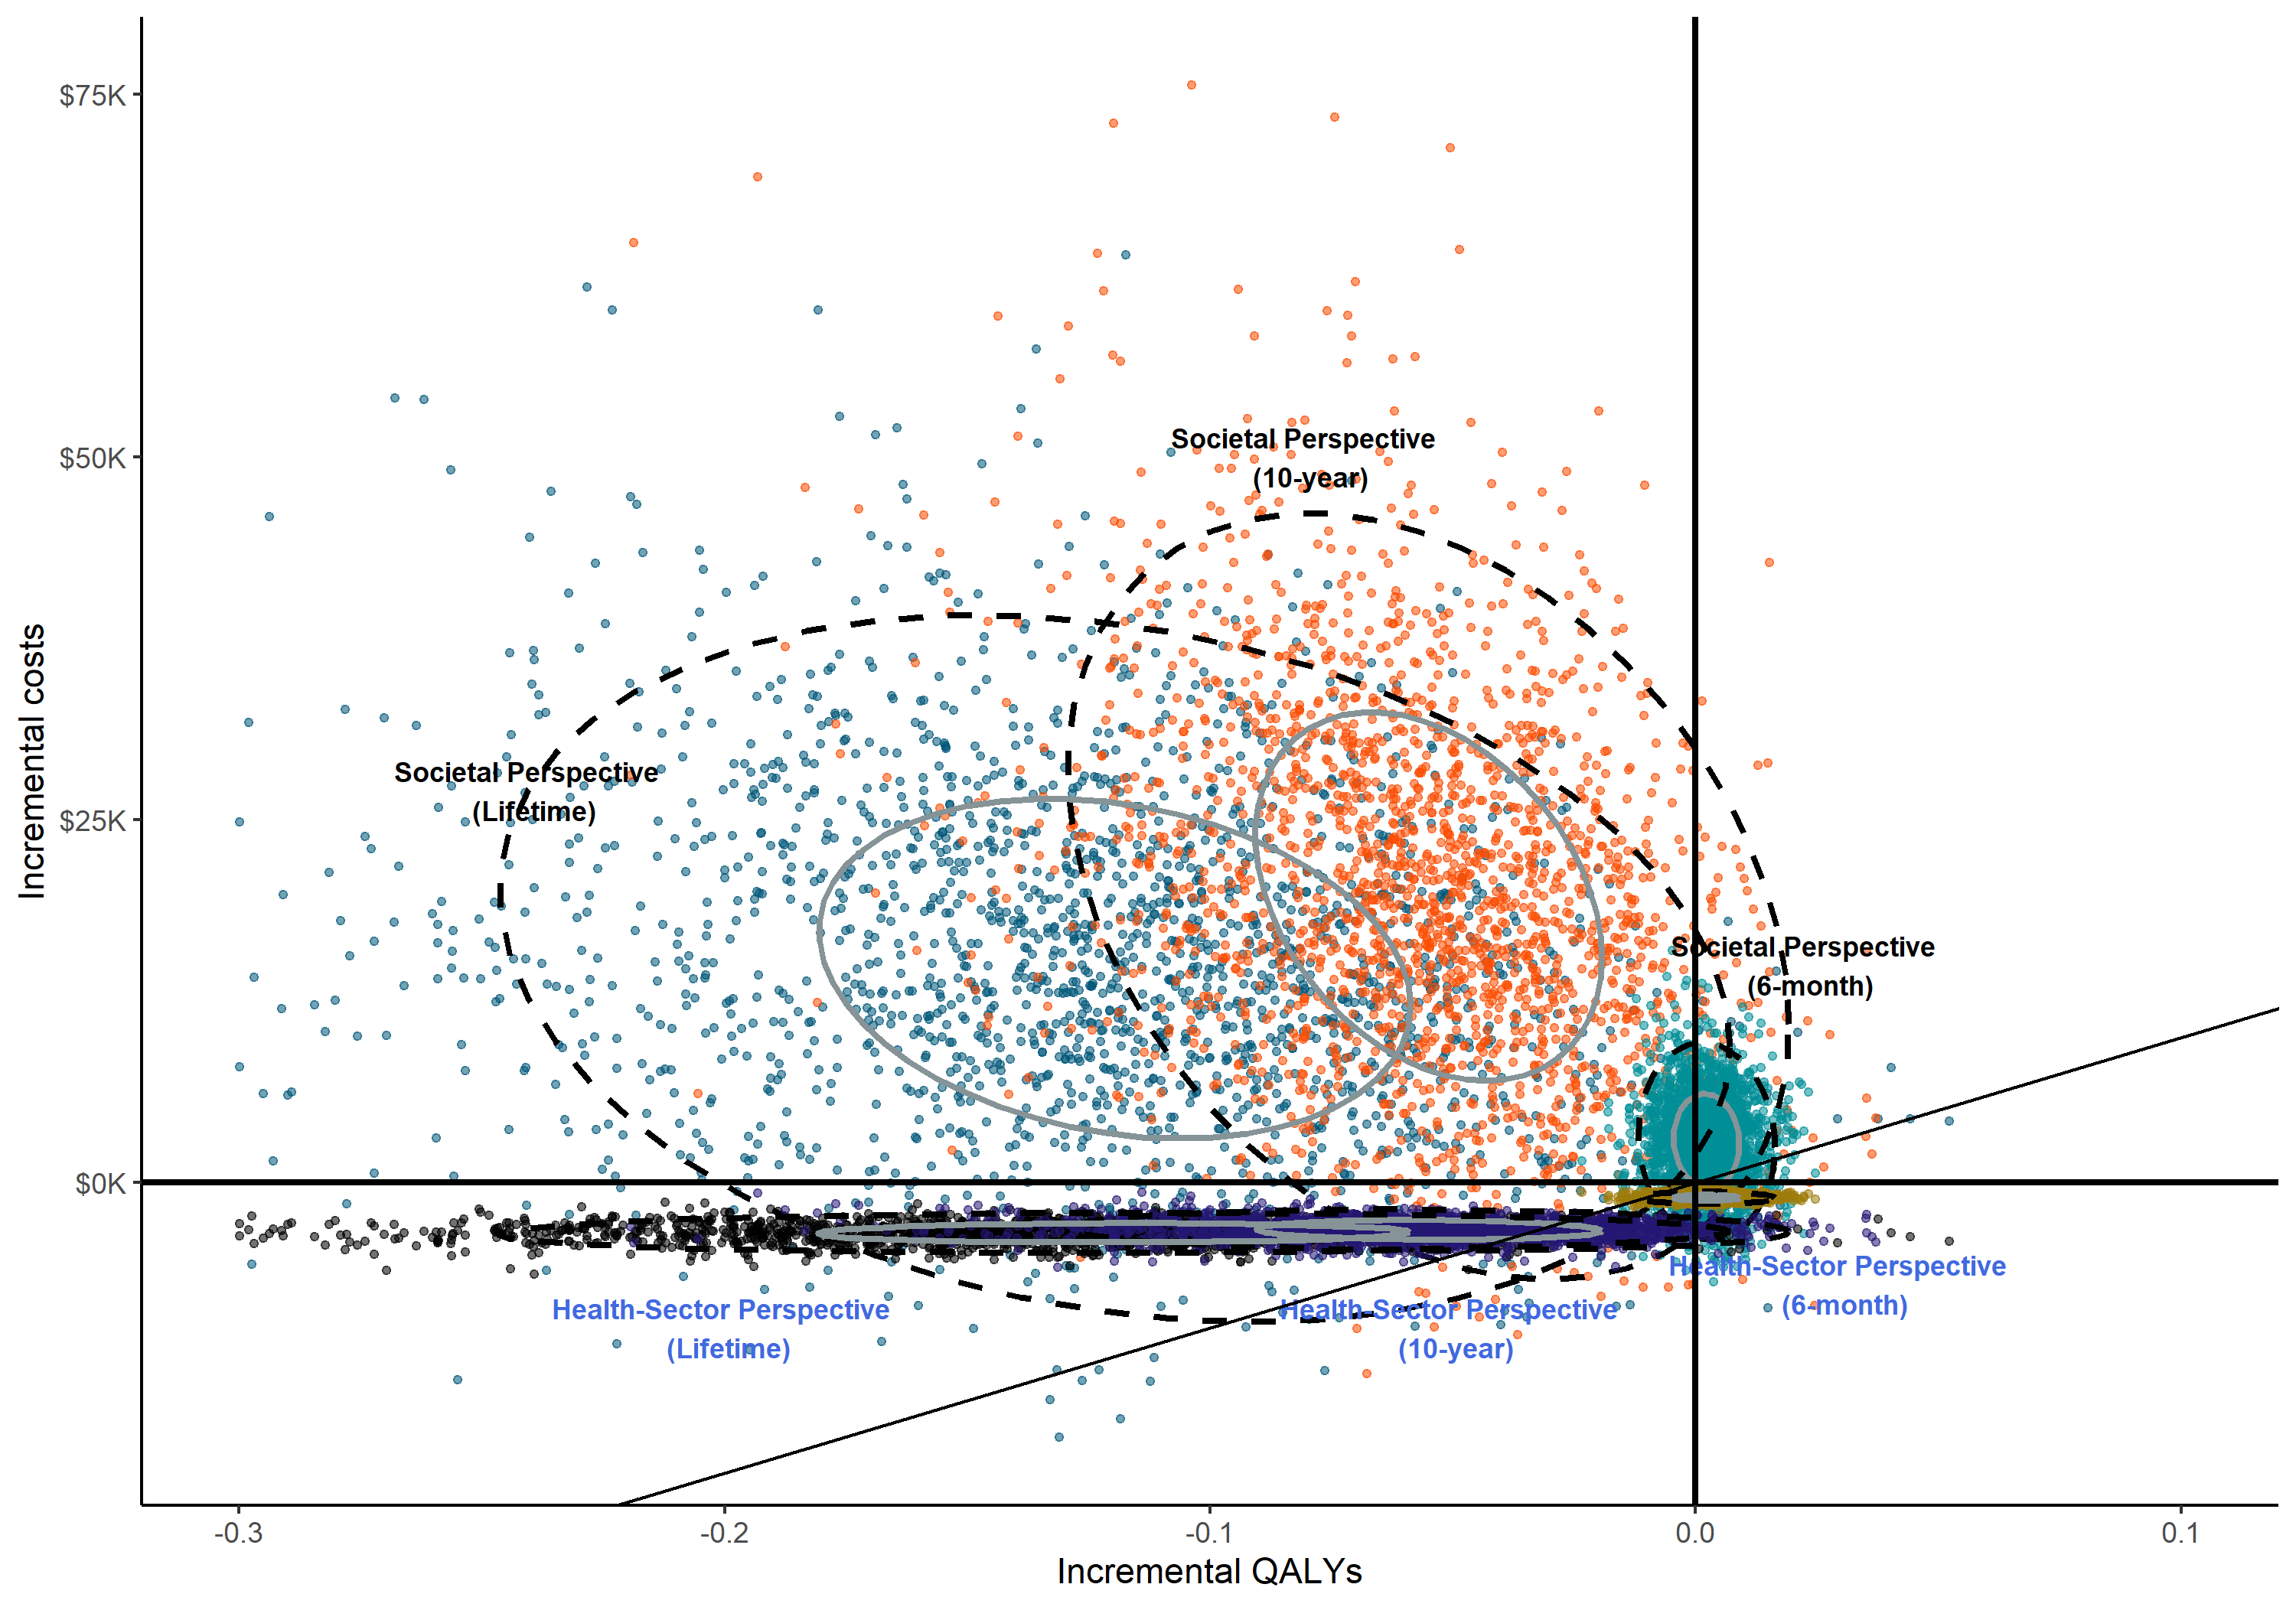 $75K
$50K
$25K
$0K
Incremental costs
Societal Perspective
(10-year)
Societal Perspective
(Lifetime)
Societal Perspective
(6-month)
Health-Sector Perspective
(6-month)
Health-Sector Perspective
(Lifetime)
Health-Sector Perspective
(10-year)
-0.3
-0.2
-0.1
0.0
0.1
Incremental QALYs